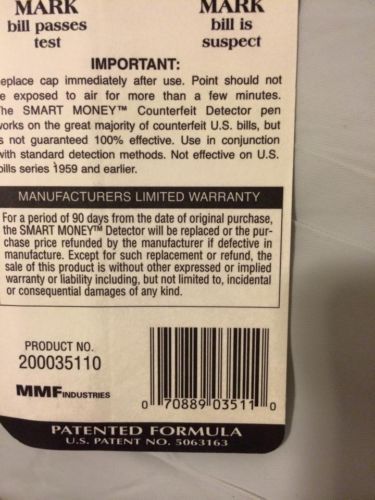 MARK
bill passes
test
MARK
bill is
suspect
IMPORTANT:
eplace cap immediately after use. Point should not
e exposed to air for more than a few minutes.
he SMART MONEY™ Counterfeit Detector pen
orks on the great majority of counterfeit U.S. bills, but
s not guaranteed 100% effective. Use in conjunction
with standard detection methods. Not effective on U.S.
bills series 1959 and earlier.
MANUFACTURERS LIMITED WARRANTY
For a period of 90 days from the date of original purchase,
the SMART MONEY™ Detector will be replaced or the pur-
chase price refunded by the manufacturer if defective in
manufacture. Except for such replacement or refund, the
sale of this product is without other expressed or implied
warranty or liability including, but not limited to, incidental
or consequential damages of any kind.
PRODUCT NO.
200035110
MMF INDUSTRIES
0 70889 03511 0
PATENTED FORMULA
U.S. PATENT NO. 5063163